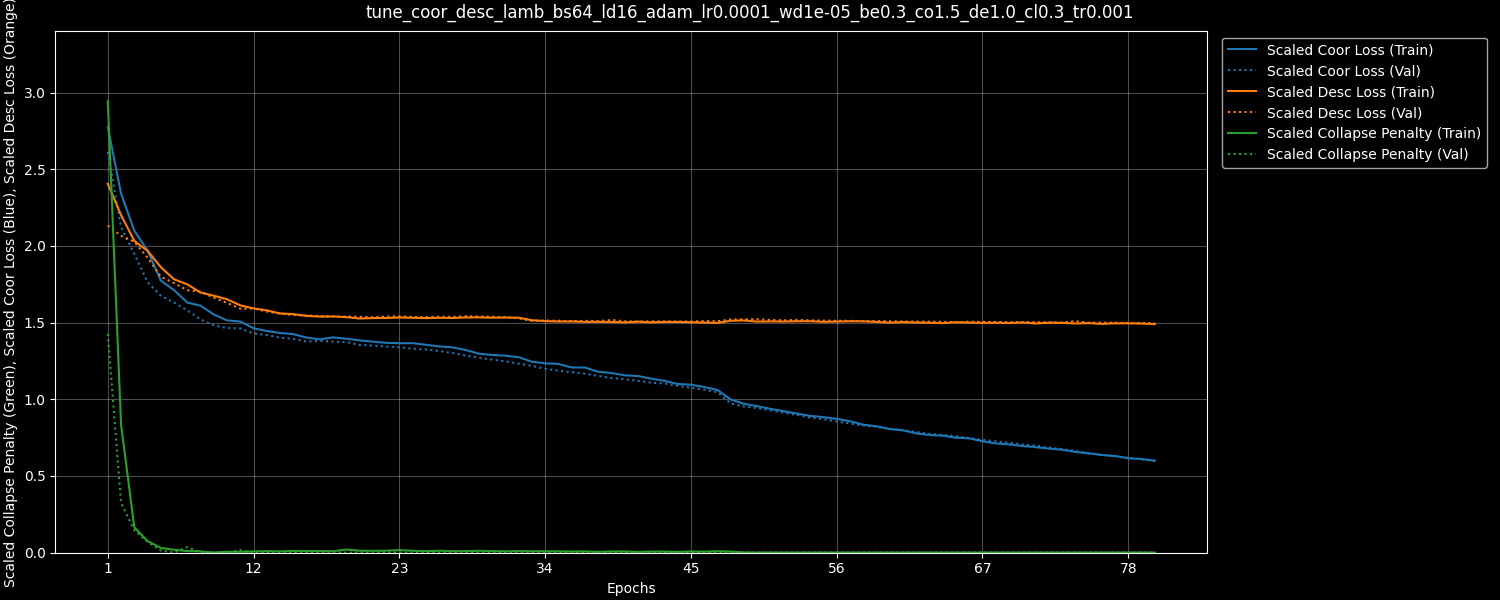 tune_coor_desc_lamb_bs64_ld16_adam_lr0.0001_wd1e-05_be0.3_co1.5_de1.0_cl0.3_tr0.001
Scaled Collapse Penalty (Green), Scaled Coor Loss (Blue), Scaled Desc Loss (Orange)
3.0
2.5
2.0
1.5
1.0
0.5
0.0
1 12 23 34 45 56 67 78
Epochs
Scaled Coor Loss (Train)
Scaled Coor Loss (Val)
Scaled Desc Loss (Train)
Scaled Desc Loss (Val)
Scaled Collapse Penalty (Train)
Scaled Collapse Penalty (Val)